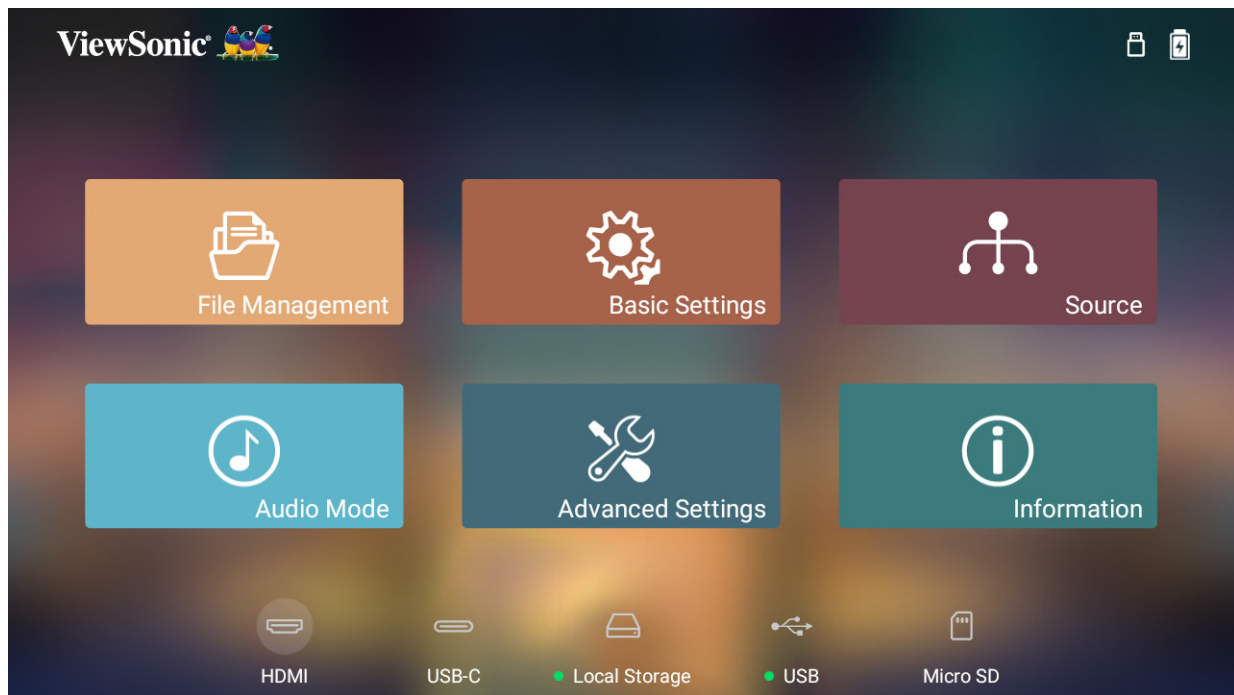 ViewSonic®
File Management
Basic Settings
Source
Audio Mode
Advanced Settings
Information
HDMI
USB-C
Local Storage
USB
Micro SD